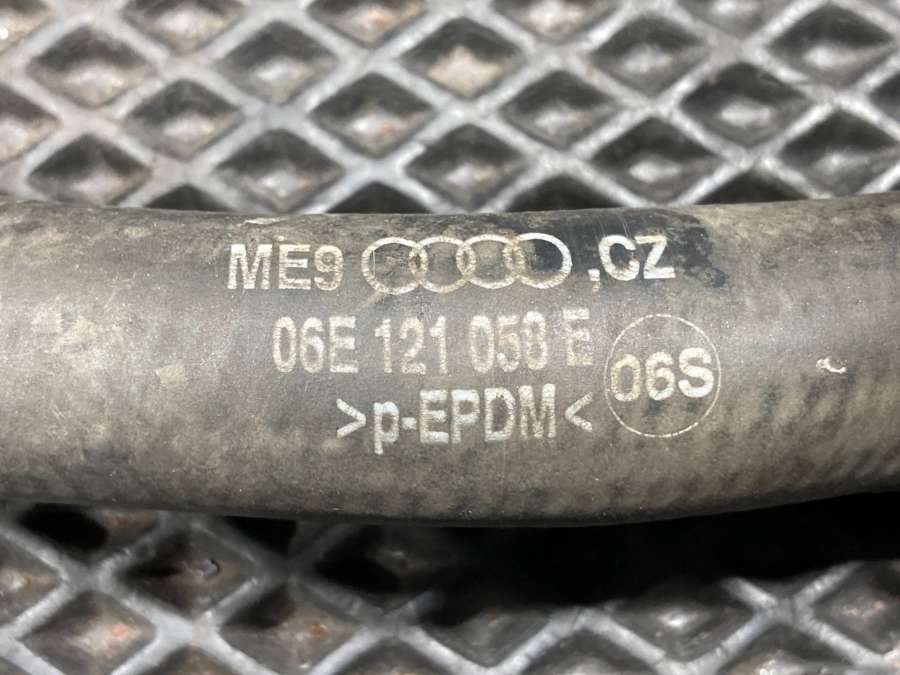 ME9 ,CZ
06E 121 058 E
06S
>p-EPDM<